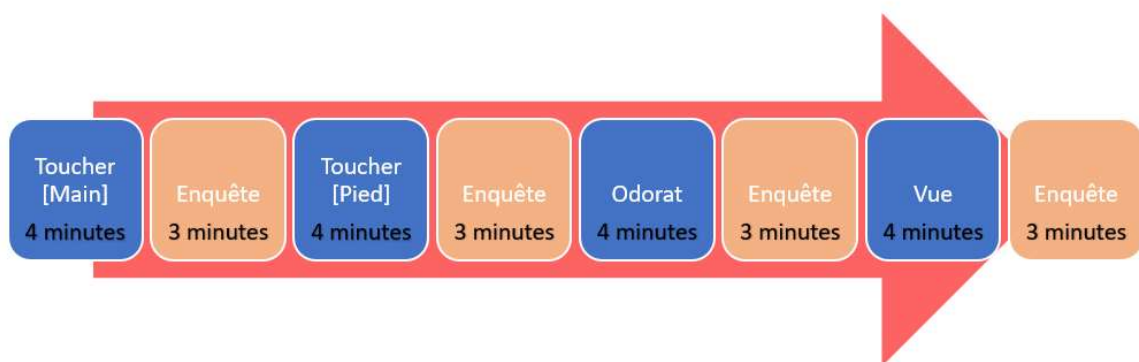 Toucher
[Main]
4 minutes
Enquête
3 minutes
Toucher
[Pied]
4 minutes
Enquête
3 minutes
Odorat
4 minutes
Enquête
3 minutes
Vue
4 minutes
Enquête
3 minutes